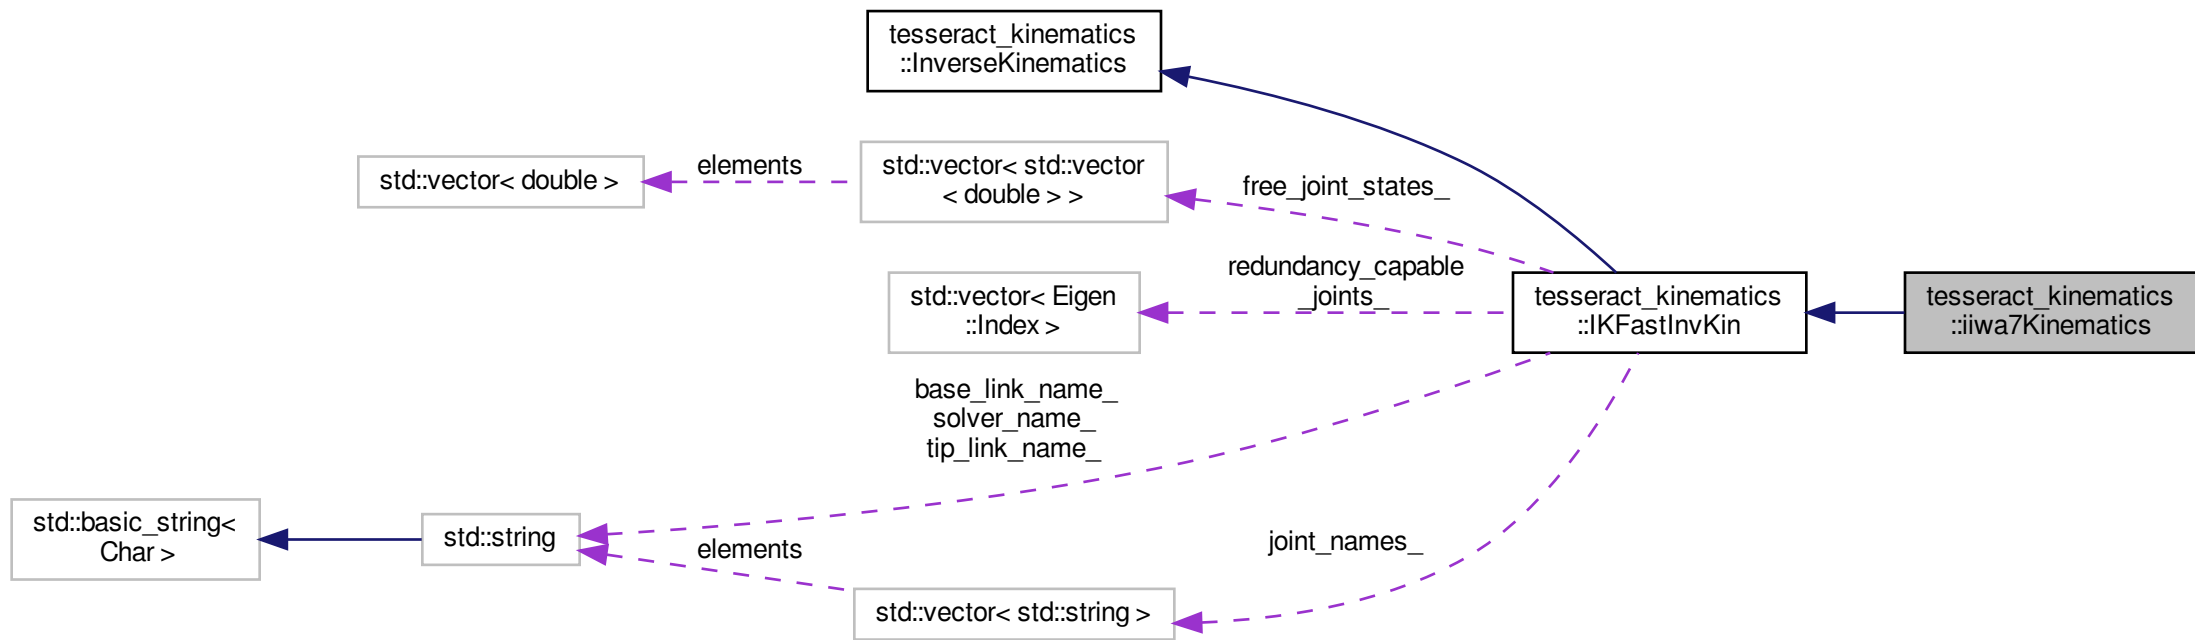 tesseract_kinematics
::InverseKinematics
std::vector< double >
elements
std::vector< std::vector
< double > >
free_joint_states_
std::vector< Eigen
::Index >
redundancy_capable
_joints_
tesseract_kinematics
::IKFastInvKin
tesseract_kinematics
::iiwa7Kinematics
base_link_name_
solver_name_
tip_link_name_
std::basic_string<
Char >
std::string
elements
joint_names_
std::vector< std::string >